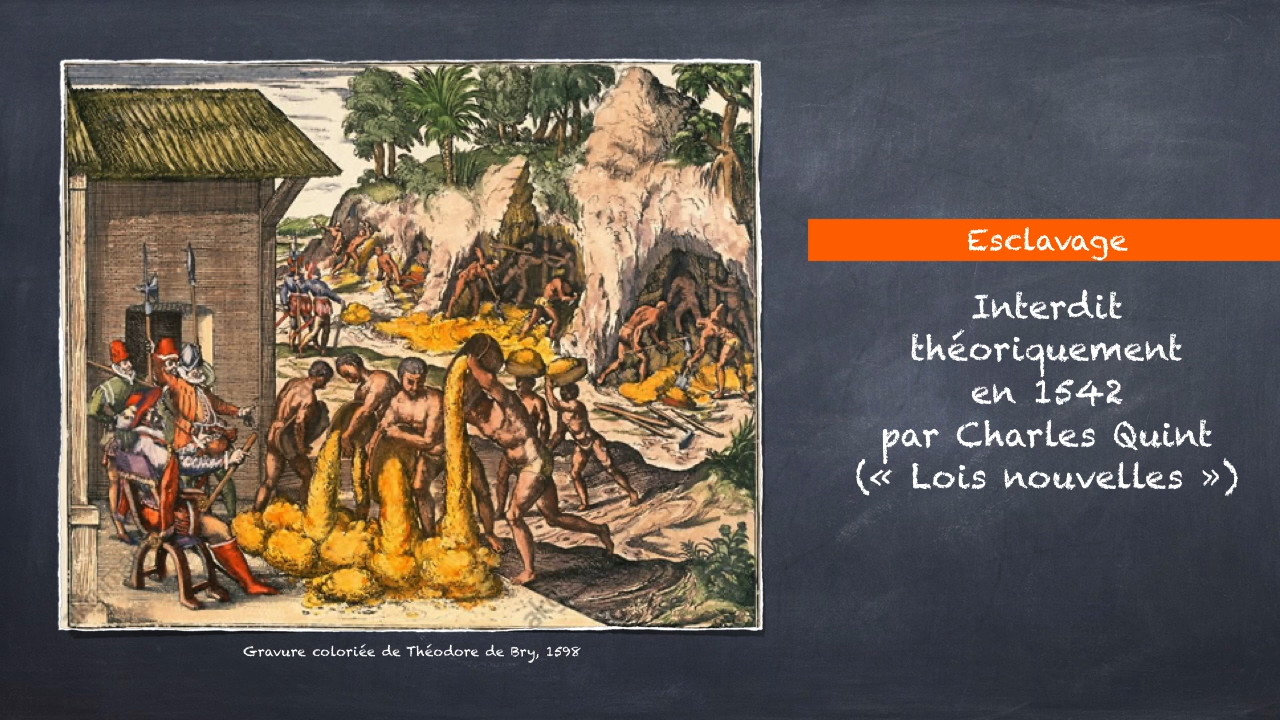 Esclavage
Interdit
théoriquement
en 1542
par Charles Quint
(« Lois nouvelles »)
Gravure coloriée de Théodore de Bry, 1598